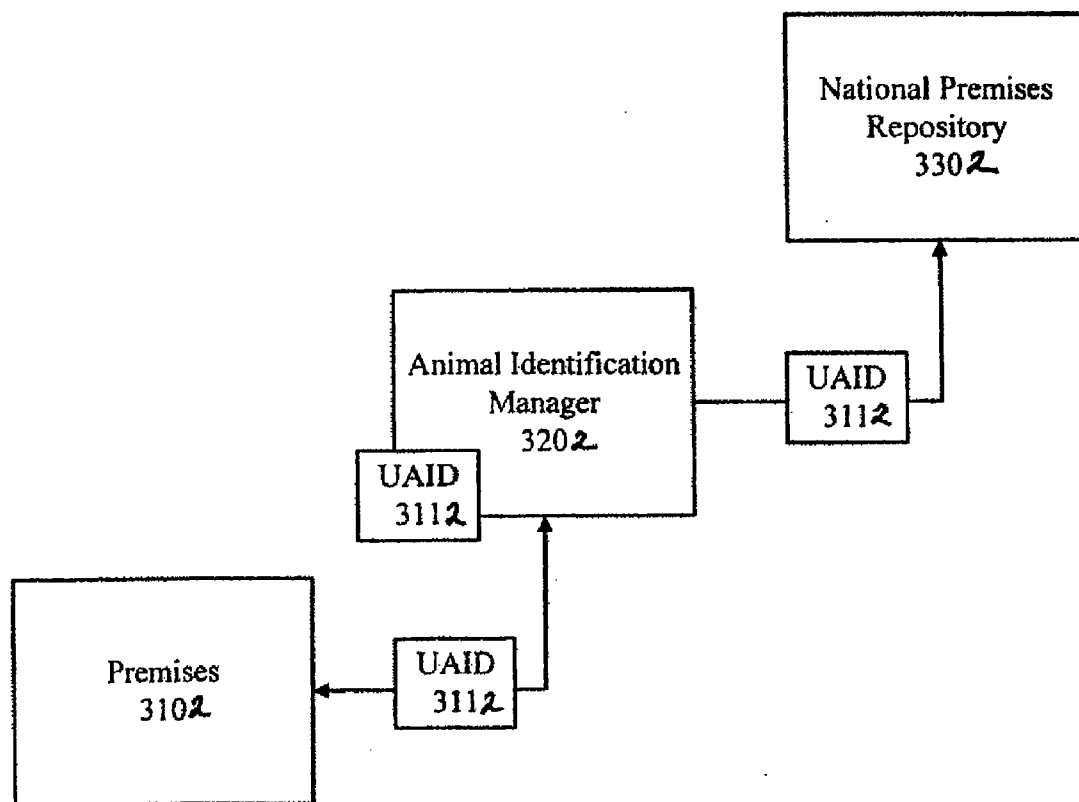 National Premises
Repository
3302
Animal Identification
Manager
3202
UAID
3112
UAID
3112
Premises
3102
UAID
3112